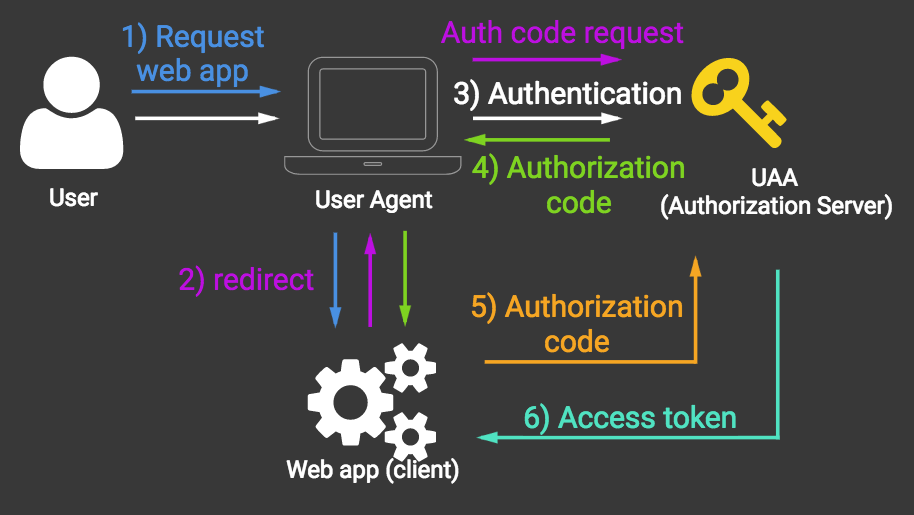 1) Request
web app
Auth code request
3) Authentication
4) Authorization
code
User
User Agent
UAA
(Authorization Server)
2) redirect
5) Authorization
code
6) Access token
Web app (client)